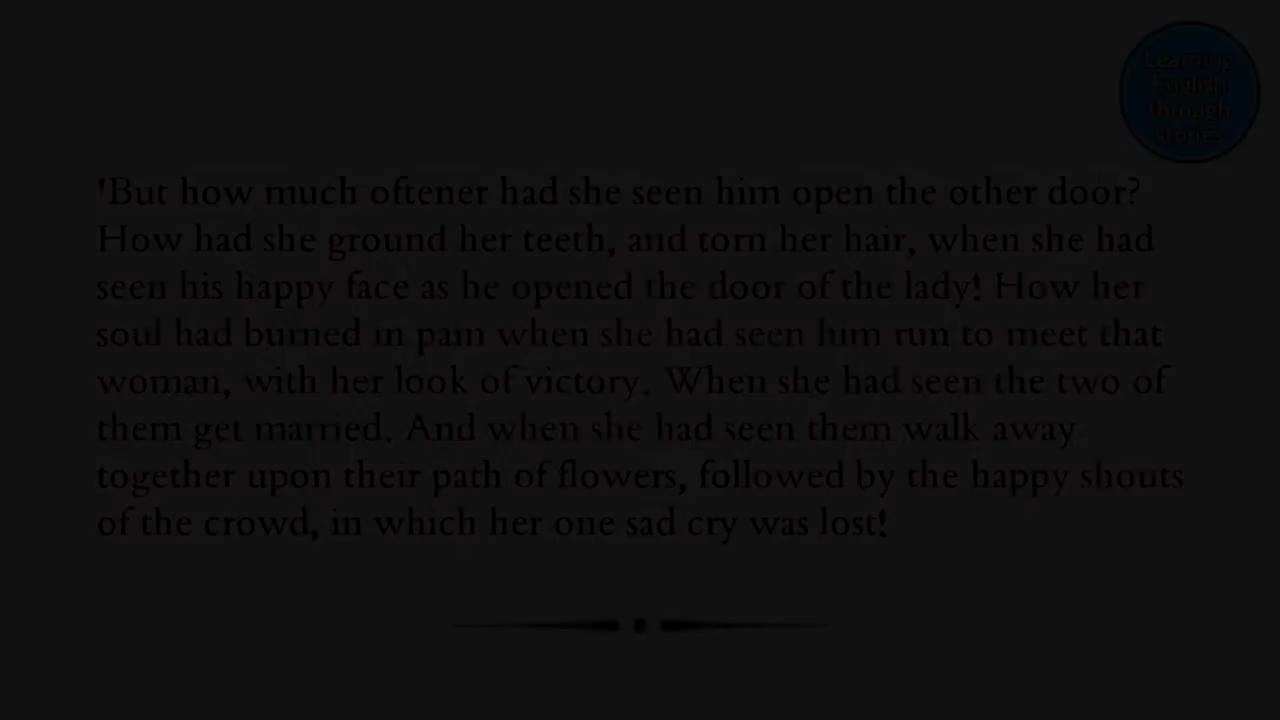 Learning
English
through
stories
'But how much oftener had she seen him open the other door?
How had she ground her teeth, and torn her hair, when she had
seen his happy face as he opened the door of the lady! How her
soul had burned in pain when she had seen him run to meet that
woman, with her look of victory. When she had seen the two of
them get married. And when she had seen them walk away
together upon their path of flowers, followed by the happy shouts
of the crowd, in which her one sad cry was lost!